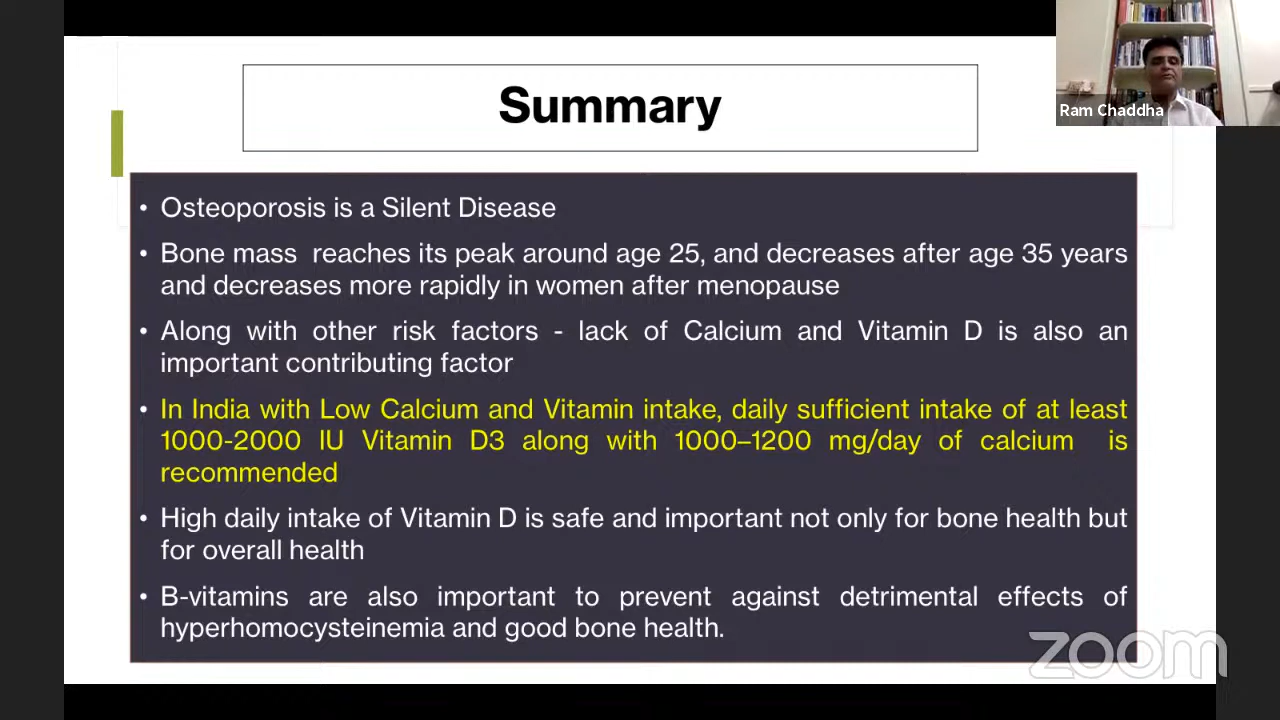 Summary
Ram Chaddha
• Osteoporosis is a Silent Disease
• Bone mass reaches its peak around age 25, and decreases after age 35 years
and decreases more rapidly in women after menopause
• Along with other risk factors - lack of Calcium and Vitamin D is also an
important contributing factor
• In India with Low Calcium and Vitamin intake, daily sufficient intake of at least
1000-2000 IU Vitamin D3 along with 1000–1200 mg/day of calcium is
recommended
• High daily intake of Vitamin D is safe and important not only for bone health but
for overall health
• B-vitamins are also important to prevent against detrimental effects of
hyperhomocysteinemia and good bone health.
zoom